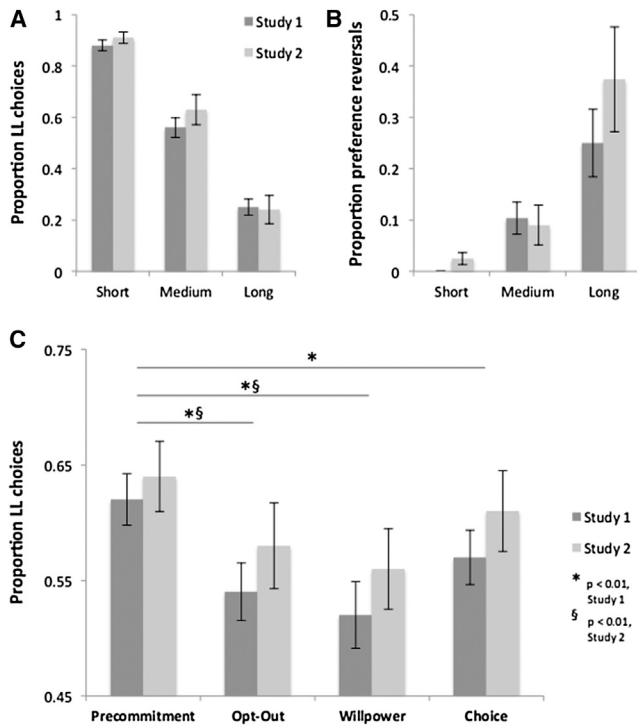 A
Proportion LL choices
1
0.8
0.6
0.4
0.2
0
Short Medium Long
Study 1
Study 2
B
Proportion preference reversals
0.5
0.4
0.3
0.2
0.1
0
Short Medium Long
C
Proportion LL choices
0.75
0.65
0.55
0.45
*
*§
*§
Precommitment Opt-Out Willpower Choice
Study 1
Study 2
* p < 0.01,
Study 1
§ p < 0.01,
Study 2